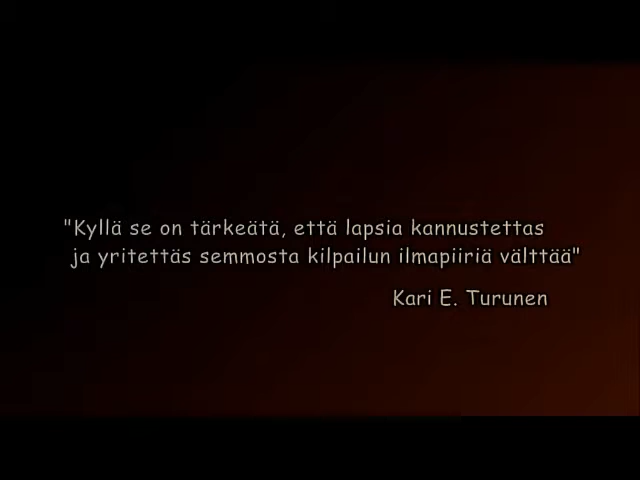 "Kyllä se on tärkeätä, että lapsia kannustettas
ja yritettäs semmosta kilpailun ilmapiiriä välttää"
Kari E. Turunen